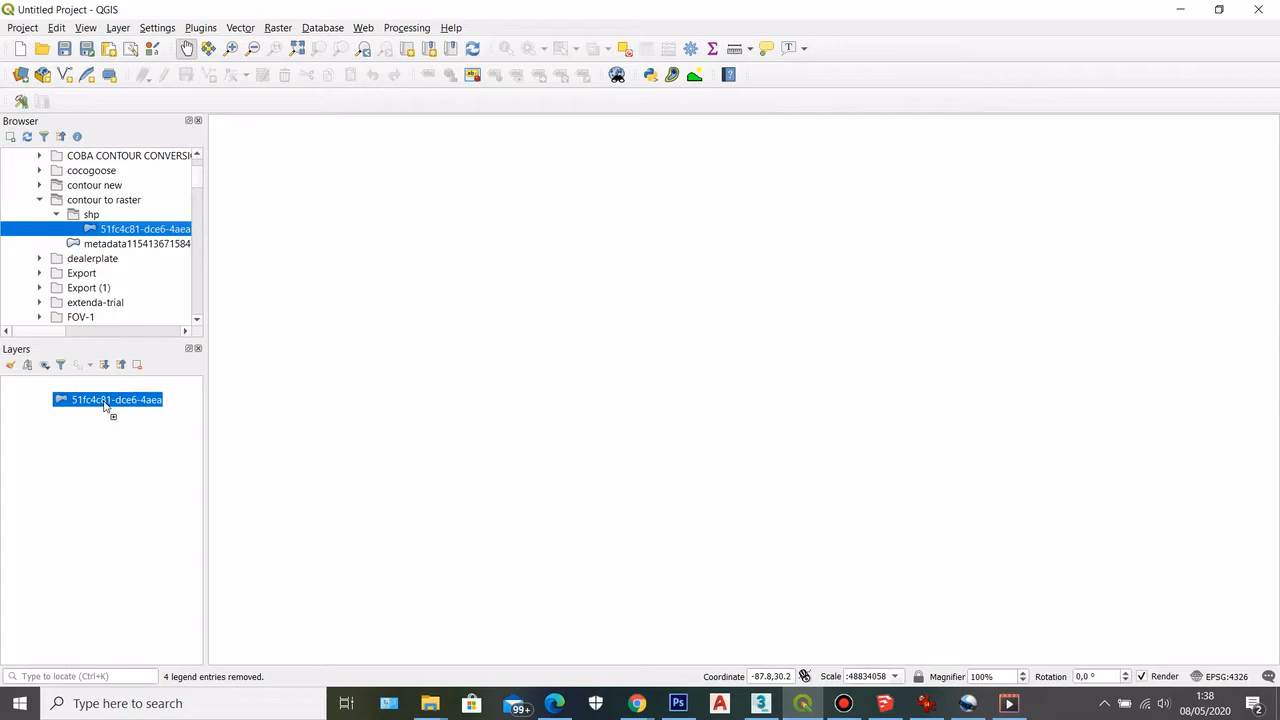 Untitled Project - QGIS
Project Edit View Layer Settings Plugins Vector Raster Database Web Processing Help
Browser
COBA CONTOUR CONVERSI
cocogoose
contour new
contour to raster
shp
51fc4c81-dce6-4aea
metadata115413671584
dealerplate
Export
Export (1)
extenda-trial
FOV-1
Layers
51fc4c81-dce6-4aea
Type to locate (Ctrl+K) 4 legend entries removed. Coordinate -87.8,30.2 Scale :48834058 Magnifier 100% Rotation 0,0 ° Render EPSG:4326
Type here to search 99+ 1:38
08/05/2020 2